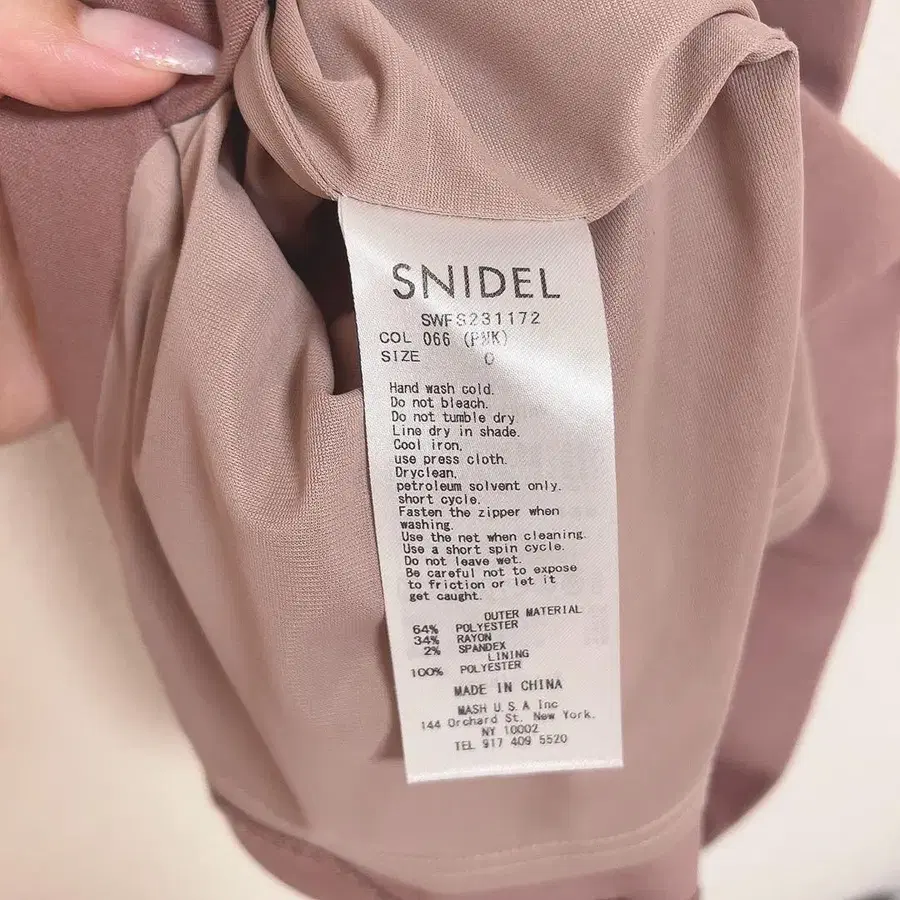 SNIDEL
SWFS231172
COL 066 (PNK)
SIZE 0
Hand wash cold.
Do not bleach.
Do not tumble dry
Line dry in shade.
Cool iron,
use press cloth.
Dryclean,
petroleum solvent only.
short cycle.
Fasten the zipper when
washing.
Use the net when cleaning.
Use a short spin cycle.
Do not leave wet.
Be careful not to expose
to friction or let it
get caught.
OUTER MATERIAL
64% POLYESTER
34% RAYON
2% SPANDEX
LINING
100% POLYESTER
MADE IN CHINA
MASH U.S.A Inc
144 Orchard St. New York.
NY 10002
TEL 917 409 5520